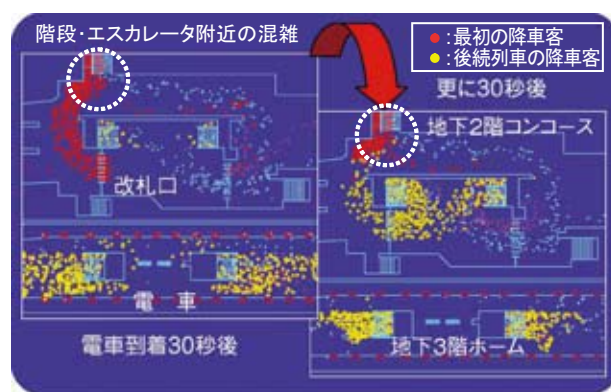 階段・エスカレータ附近の混雑
●:最初の降車客
●:後続列車の降車客
更に30秒後
地下2階コンコース
改札口
電 車
電車到着30秒後
地下3階ホーム